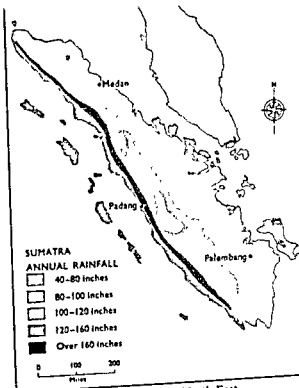 N
Medan
Padang
Palembang
SUMATRA
ANNUAL RAINFALL
40-80 inches
80-100 inches
100-120 inches
120-160 inches
Over 160 inches
0 100 200
Miles